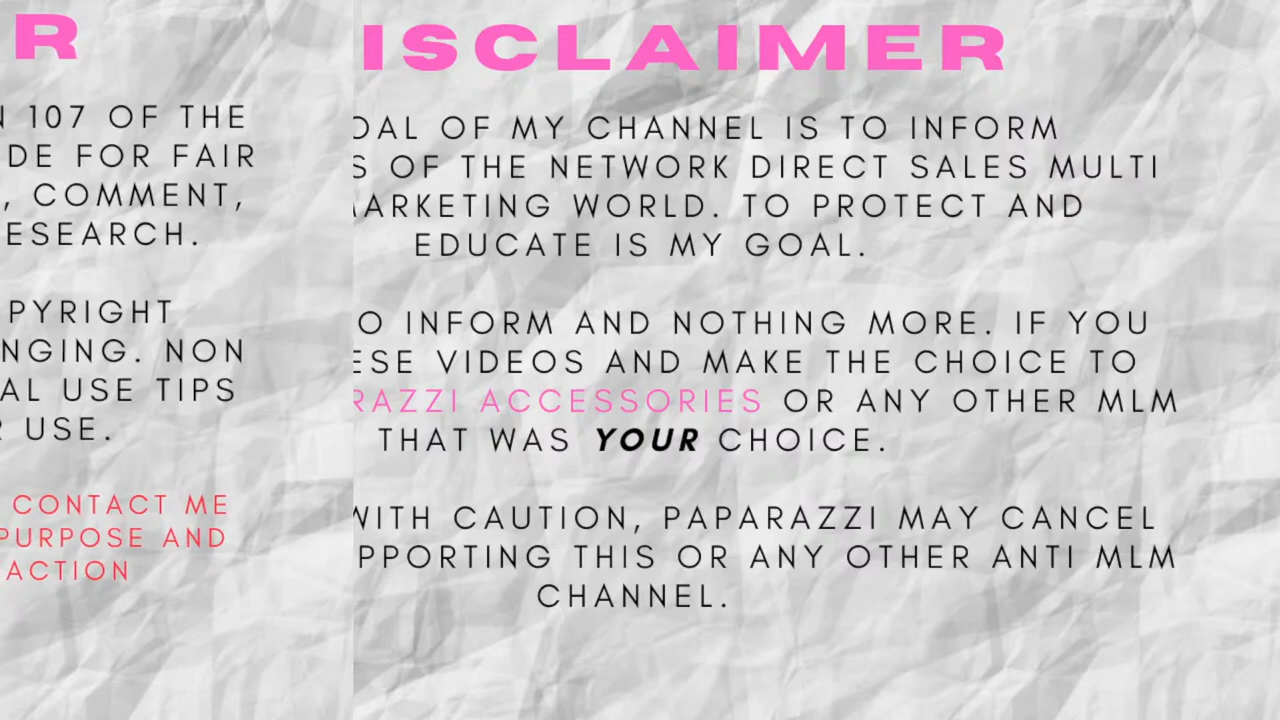 R
107 OF THE
DE FOR FAIR
, COMMENT,
ESEARCH.
PYRIGHT
NGING. NON
AL USE TIPS
USE.
CONTACT ME
PURPOSE AND
ACTION
ISCLAIMER
OAL OF MY CHANNEL IS TO INFORM
S OF THE NETWORK DIRECT SALES MULTI
ARKETING WORLD. TO PROTECT AND
EDUCATE IS MY GOAL.
O INFORM AND NOTHING MORE. IF YOU
ESE VIDEOS AND MAKE THE CHOICE TO
RAZZI ACCESSORIES OR ANY OTHER MLM
THAT WAS YOUR CHOICE.
WITH CAUTION, PAPARAZZI MAY CANCEL
PPORTING THIS OR ANY OTHER ANTI MLM
CHANNEL.